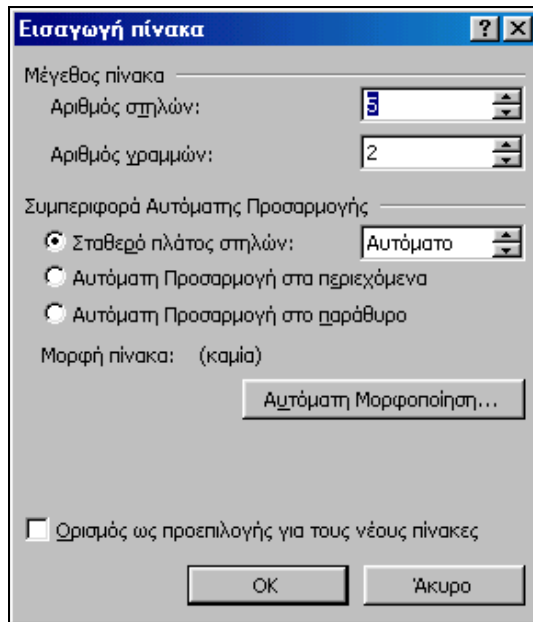 Εισαγωγή πίνακα
Μέγεθος πίνακα
Αριθμός στηλών: 5
Αριθμός γραμμών: 2
Συμπεριφορά Αυτόματης Προσαρμογής
Σταθερό πλάτος στηλών: Αυτόματο
Αυτόματη Προσαρμογή στα περιεχόμενα
Αυτόματη Προσαρμογή στο παράθυρο
Μορφή πίνακα: (καμία)
Αυτόματη Μορφοποίηση...
Ορισμός ως προεπιλογής για τους νέους πίνακες
OK Άκυρο